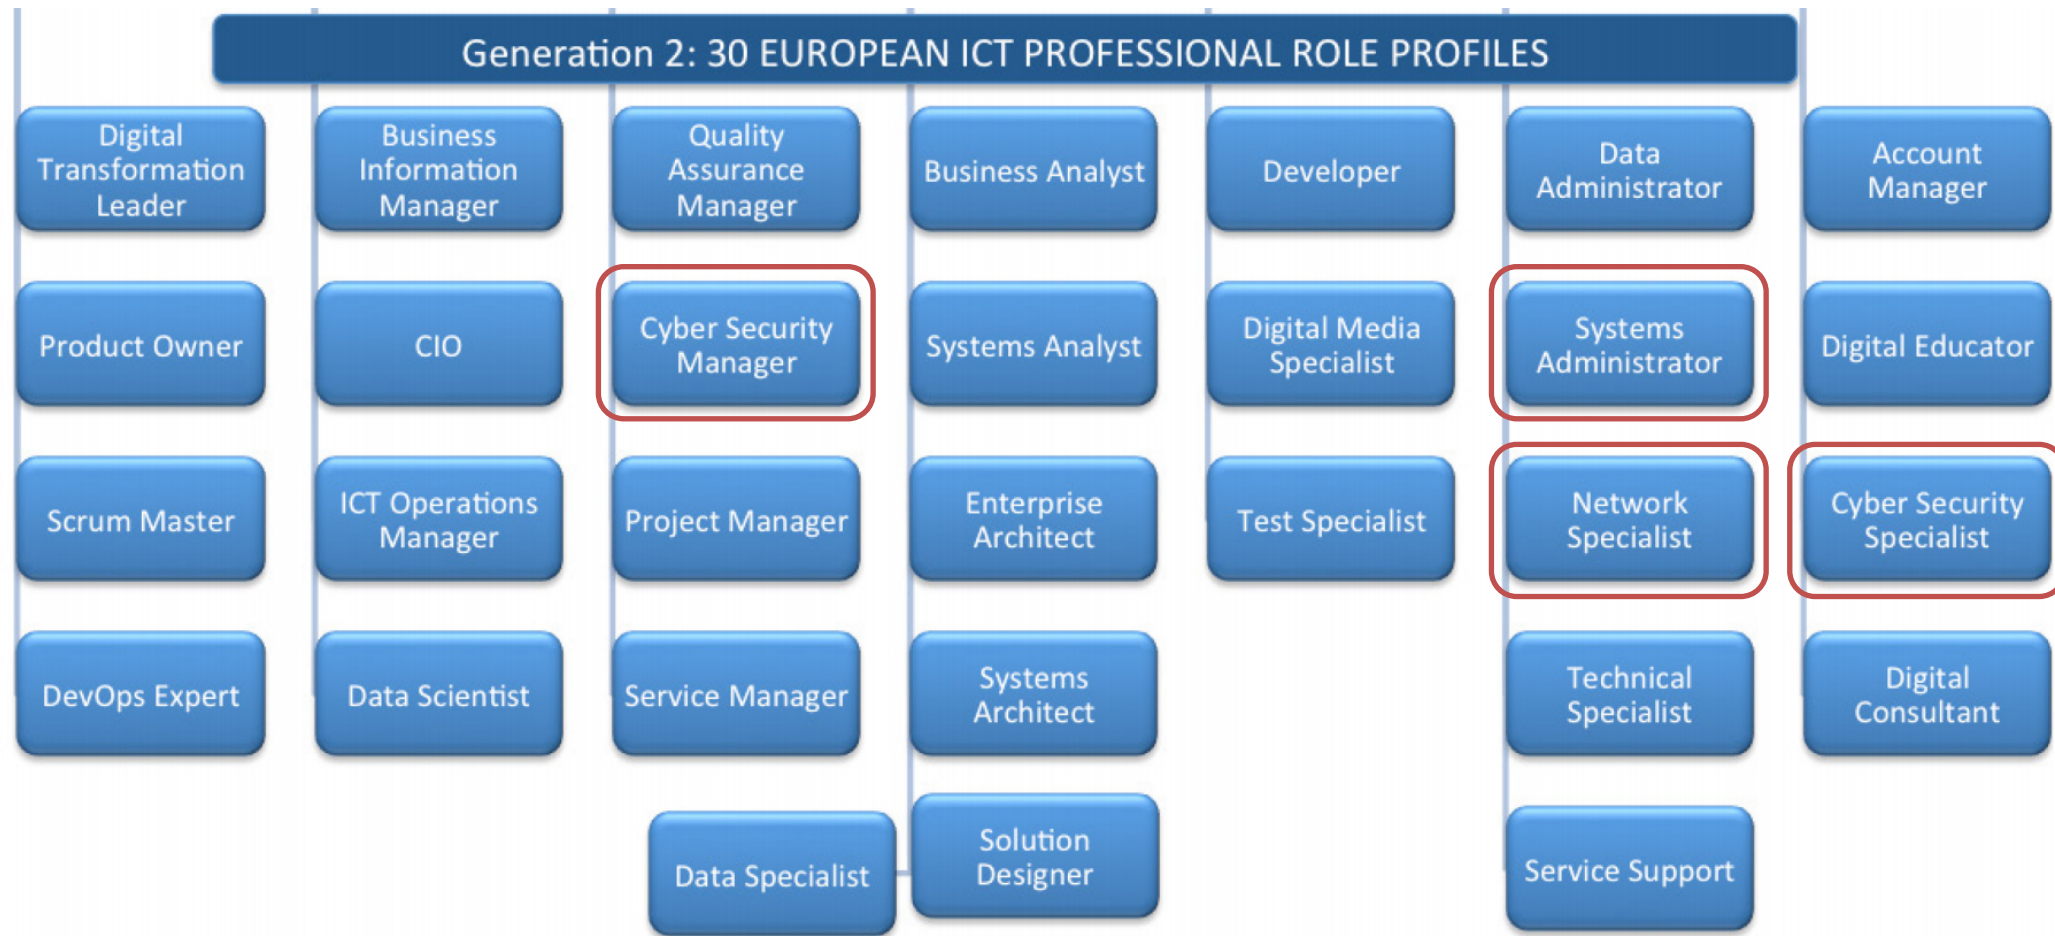 Generation 2: 30 EUROPEAN ICT PROFESSIONAL ROLE PROFILES
Digital
Transformation
Leader
Business
Information
Manager
Quality
Assurance
Manager
Business Analyst
Developer
Data
Administrator
Account
Manager
Product Owner
CIO
Cyber Security
Manager
Systems Analyst
Digital Media
Specialist
Systems
Administrator
Digital Educator
Scrum Master
ICT Operations
Manager
Project Manager
Enterprise
Architect
Test Specialist
Network
Specialist
Cyber Security
Specialist
DevOps Expert
Data Scientist
Service Manager
Systems
Architect
Technical
Specialist
Digital
Consultant
Data Specialist
Solution
Designer
Service Support